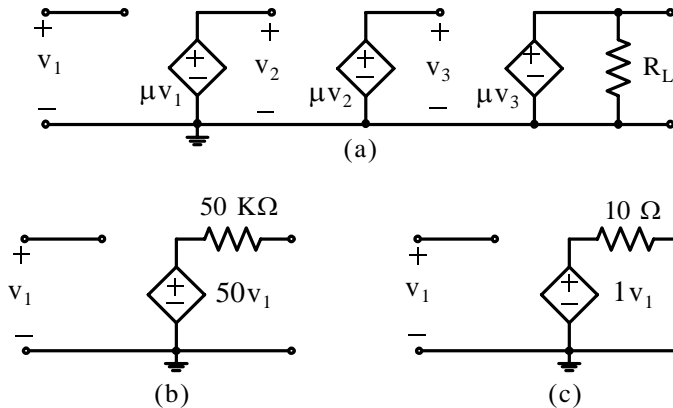 + + + +
v1 μv1 + − v2 μv2 + − v3 μv3 + − RL
− − −
(a)
50 KΩ 10 Ω
+ +
v1 + − 50v1 v1 + − 1v1
− −
(b) (c)